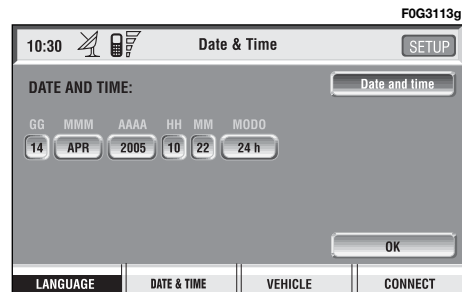 F0G3113g
10:30 Date & Time SETUP
DATE AND TIME: Date and time
GG MMM AAAA HH MM MODO
14 APR 2005 10 22 24 h
OK
LANGUAGE DATE & TIME VEHICLE CONNECT